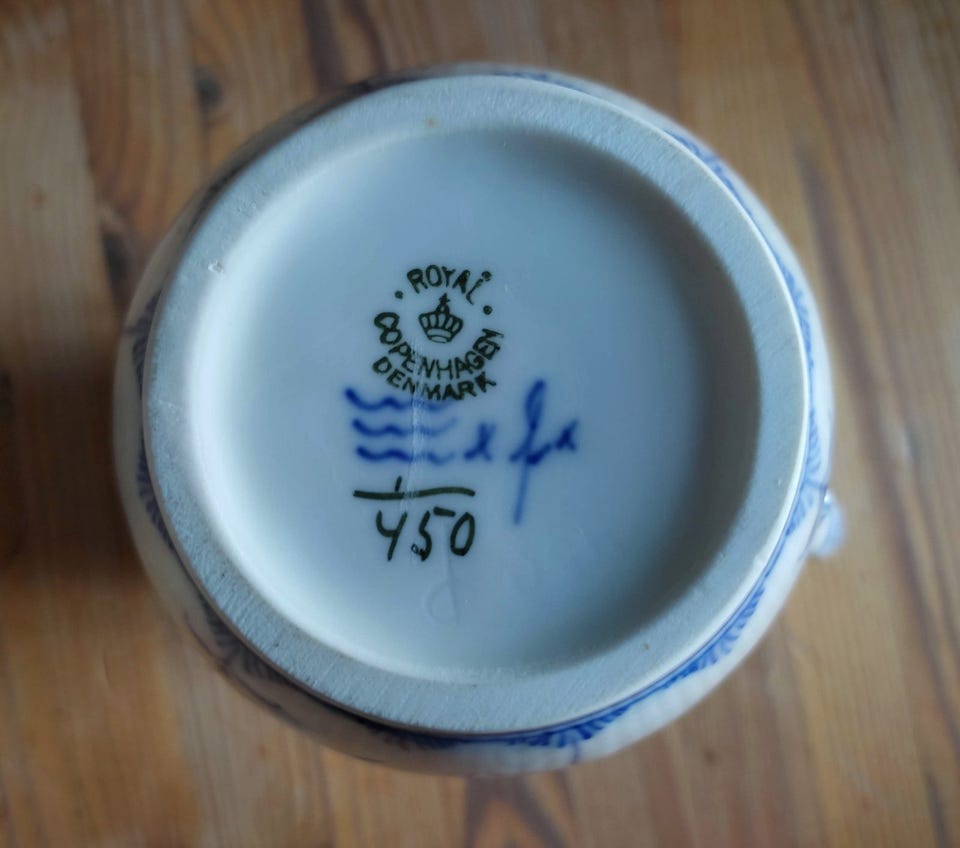 ROYAL
COPENHAGEN
DENMARK
1
450